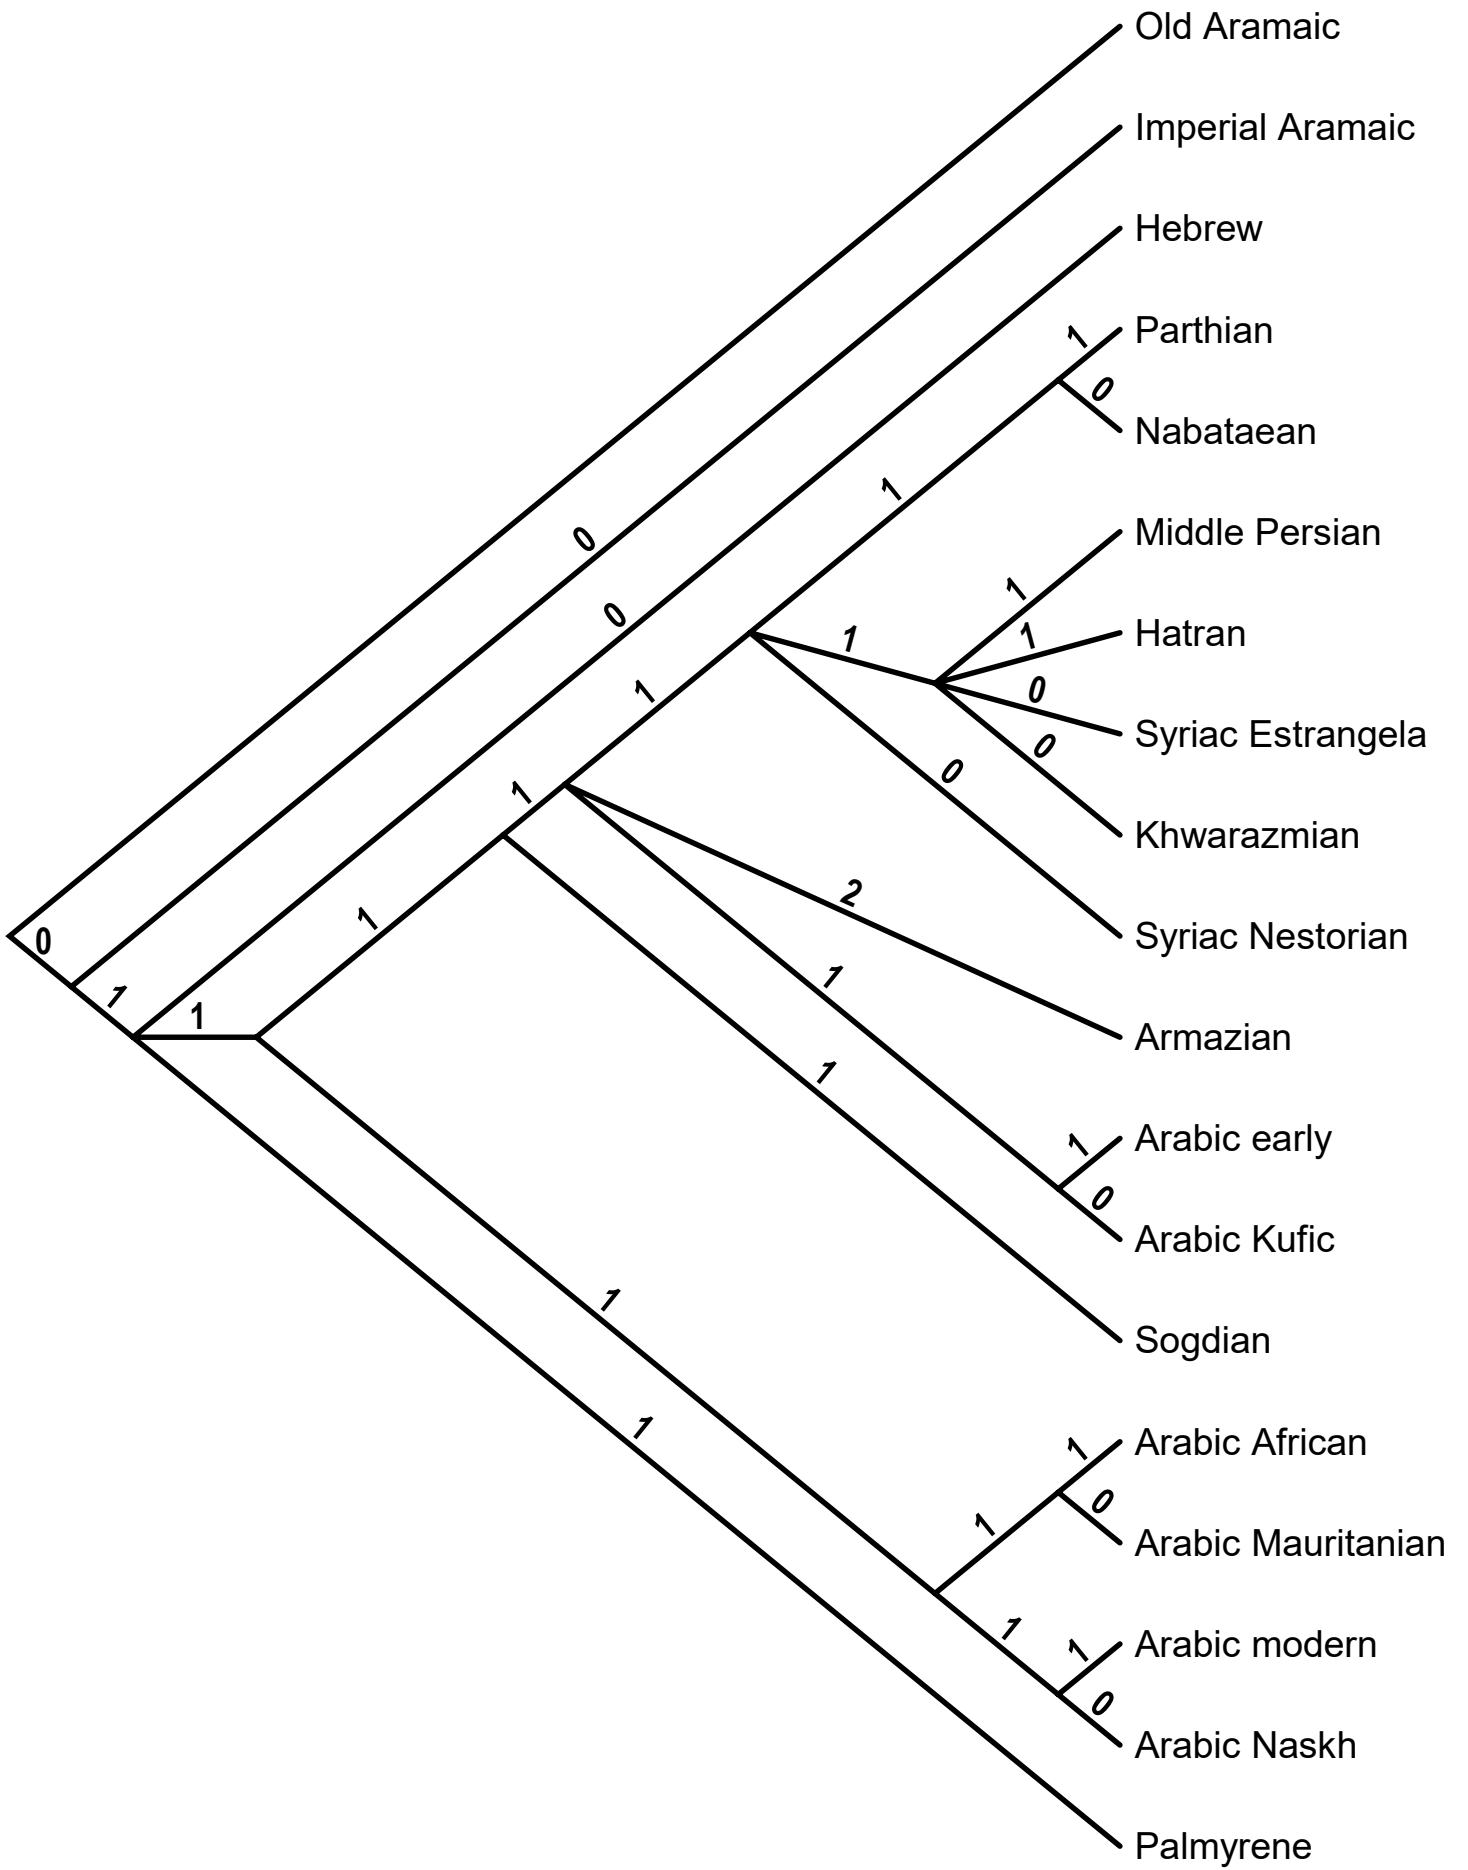 Old Aramaic
Imperial Aramaic
Hebrew
1 Parthian
0
Nabataean
1
0
Middle Persian
1
1 Hatran
1
0
0
Syriac Estrangela
1
0
Khwarazmian
0
1
2
Syriac Nestorian
1
0
1
1
1
Armazian
1
1 Arabic early
0
Arabic Kufic
1
Sogdian
1
1 Arabic African
0
1
Arabic Mauritanian
1
1 Arabic modern
0
Arabic Naskh
Palmyrene